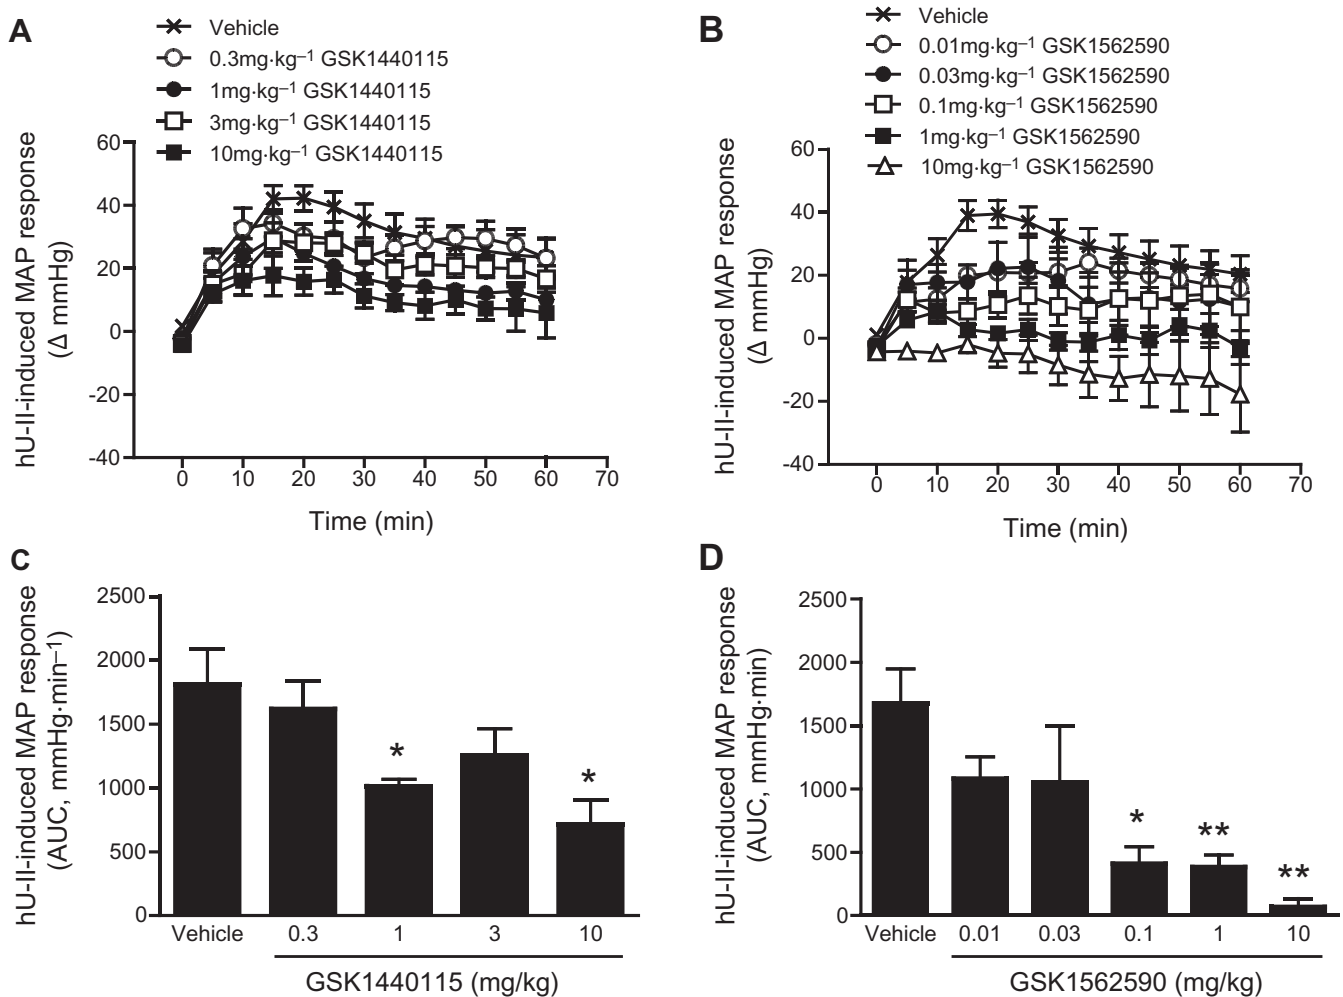 A
Vehicle
0.3mg·kg–1 GSK1440115
1mg·kg–1 GSK1440115
3mg·kg–1 GSK1440115
10mg·kg–1 GSK1440115
hU-II-induced MAP response
(Δ mmHg)
60
40
20
0
-20
-40
0 10 20 30 40 50 60 70
Time (min)
B
Vehicle
0.01mg·kg–1 GSK1562590
0.03mg·kg–1 GSK1562590
0.1mg·kg–1 GSK1562590
1mg·kg–1 GSK1562590
10mg·kg–1 GSK1562590
hU-II-induced MAP response
(Δ mmHg)
60
40
20
0
-20
-40
0 10 20 30 40 50 60 70
Time (min)
C
hU-II-induced MAP response
(AUC, mmHg·min–1)
2500
2000
1500
1000
500
0
*
*
Vehicle 0.3 1 3 10
GSK1440115 (mg/kg)
D
hU-II-induced MAP response
(AUC, mmHg·min)
2500
2000
1500
1000
500
0
*
**
**
Vehicle 0.01 0.03 0.1 1 10
GSK1562590 (mg/kg)